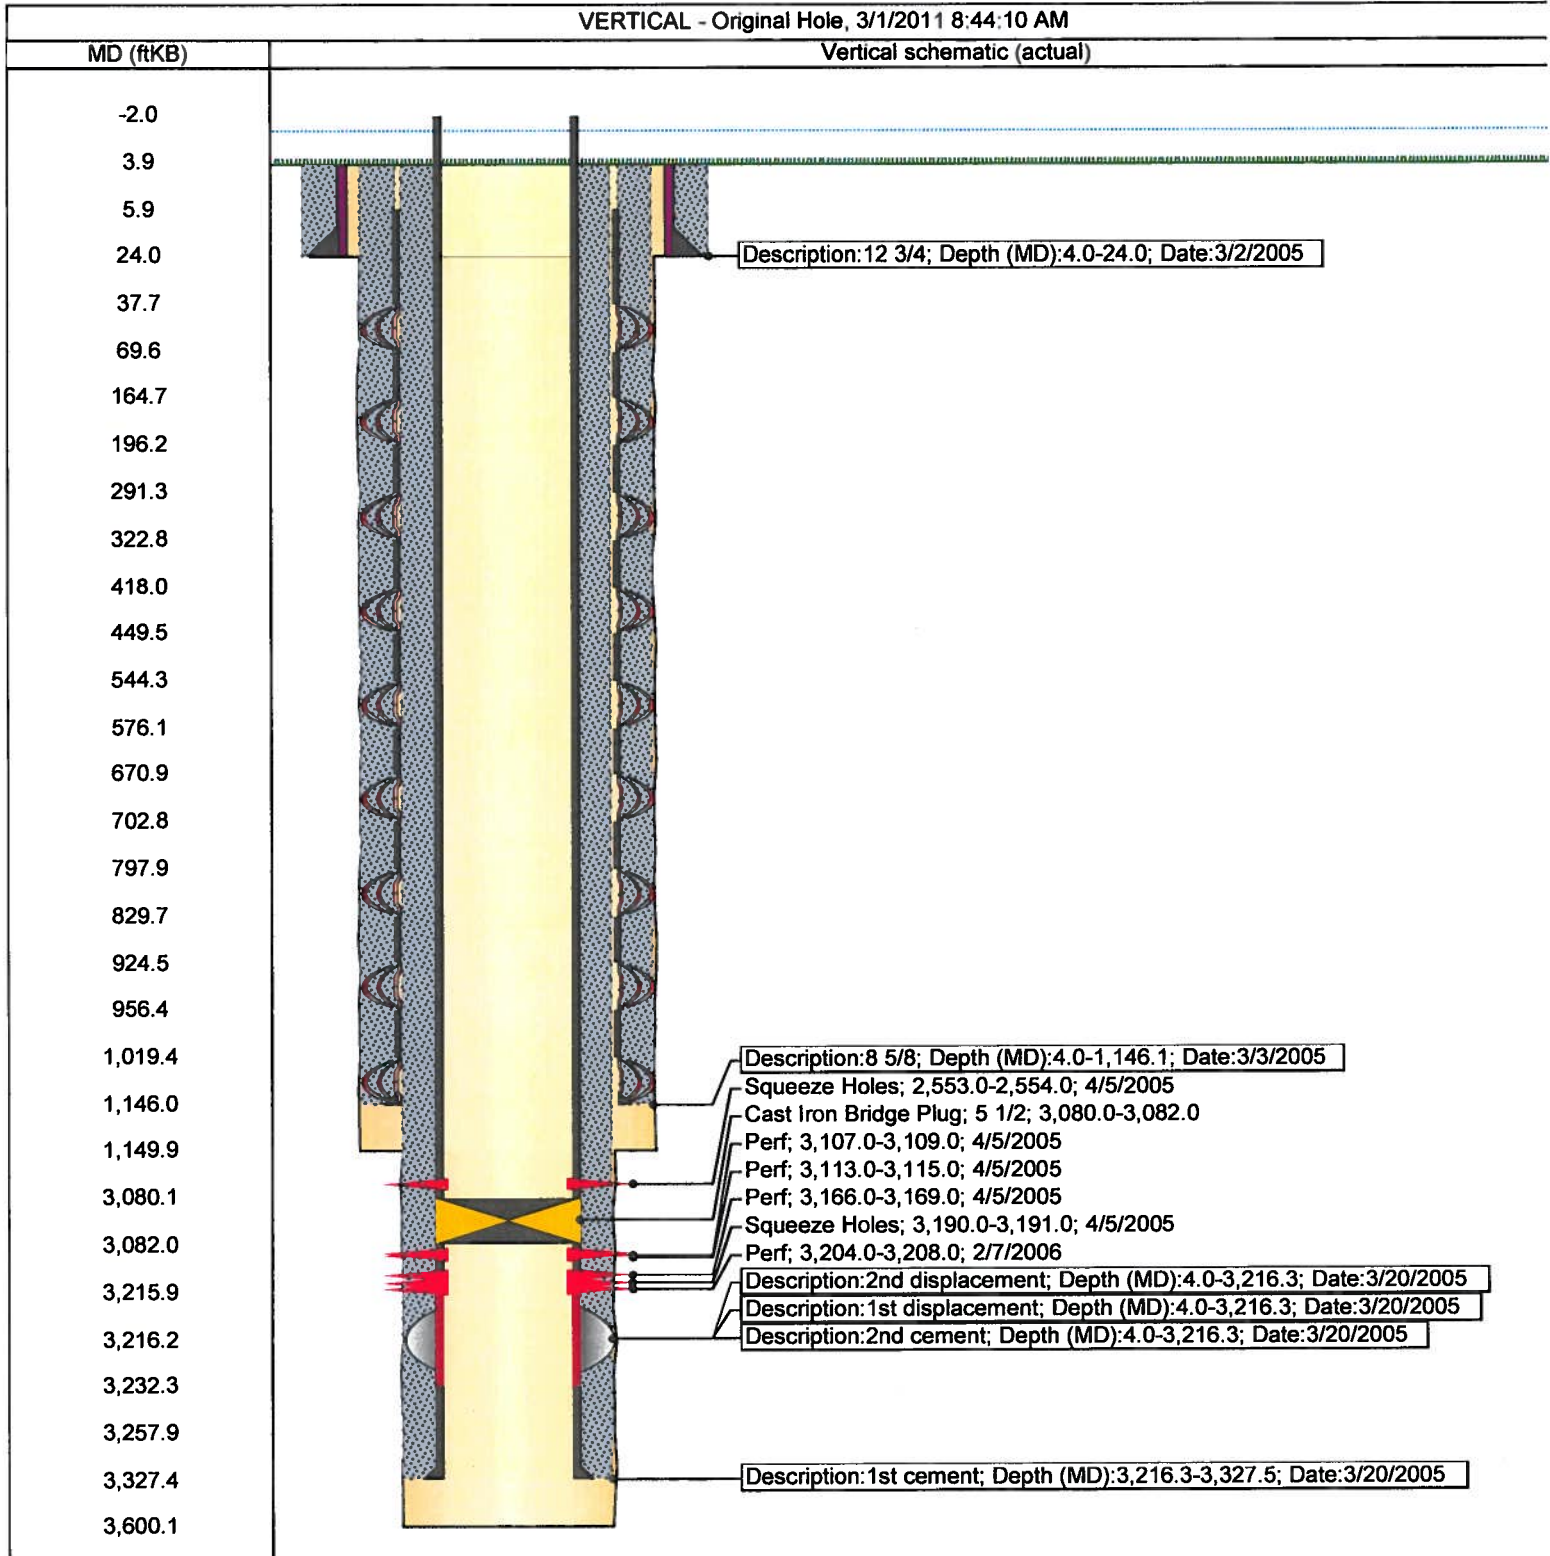 VERTICAL - Original Hole, 3/1/2011 8:44:10 AM
MD (ftKB)
Vertical schematic (actual)
-2.0
3.9
5.9
24.0
Description:12 3/4; Depth (MD):4.0-24.0; Date:3/2/2005
37.7
69.6
164.7
196.2
291.3
322.8
418.0
449.5
544.3
576.1
670.9
702.8
797.9
829.7
924.5
956.4
1,019.4
Description:8 5/8; Depth (MD):4.0-1,146.1; Date:3/3/2005
Squeeze Holes; 2,553.0-2,554.0; 4/5/2005
1,146.0
Cast Iron Bridge Plug; 5 1/2; 3,080.0-3,082.0
Perf; 3,107.0-3,109.0; 4/5/2005
1,149.9
Perf; 3,113.0-3,115.0; 4/5/2005
3,080.1
Perf; 3,166.0-3,169.0; 4/5/2005
Squeeze Holes; 3,190.0-3,191.0; 4/5/2005
3,082.0
Perf; 3,204.0-3,208.0; 2/7/2006
Description:2nd displacement; Depth (MD):4.0-3,216.3; Date:3/20/2005
3,215.9
Description:1st displacement; Depth (MD):4.0-3,216.3; Date:3/20/2005
3,216.2
Description:2nd cement; Depth (MD):4.0-3,216.3; Date:3/20/2005
3,232.3
3,257.9
3,327.4
Description:1st cement; Depth (MD):3,216.3-3,327.5; Date:3/20/2005
3,600.1